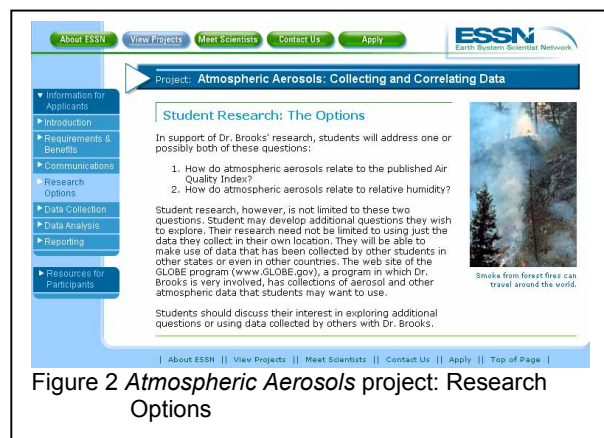 About ESSN View Projects Meet Scientists Contact Us Apply
ESSN
Earth System Scientist Network
Project: Atmospheric Aerosols: Collecting and Correlating Data
Information for
Applicants
Introduction
Requirements &
Benefits
Communications
Research
Options
Data Collection
Data Analysis
Reporting
Resources for
Participants
Student Research: The Options
In support of Dr. Brooks' research, students will address one or
possibly both of these questions:
1. How do atmospheric aerosols relate to the published Air
Quality Index?
2. How do atmospheric aerosols relate to relative humidity?
Student research, however, is not limited to these two
questions. Student may develop additional questions they wish
to explore. Their research need not be limited to using just the
data they collect in their own location. They will be able to
make use of data that has been collected by other students in
other states or even in other countries. The web site of the
GLOBE program (www.GLOBE.gov), a program in which Dr.
Brooks is very involved, has collections of aerosol and other
atmospheric data that students may want to use.
Students should discuss their interest in exploring additional
questions or using data collected by others with Dr. Brooks.
Smoke from forest fires can
travel around the world.
| About ESSN || View Projects || Meet Scientists || Contact Us || Apply || Top of Page |
Figure 2 Atmospheric Aerosols project: Research
Options